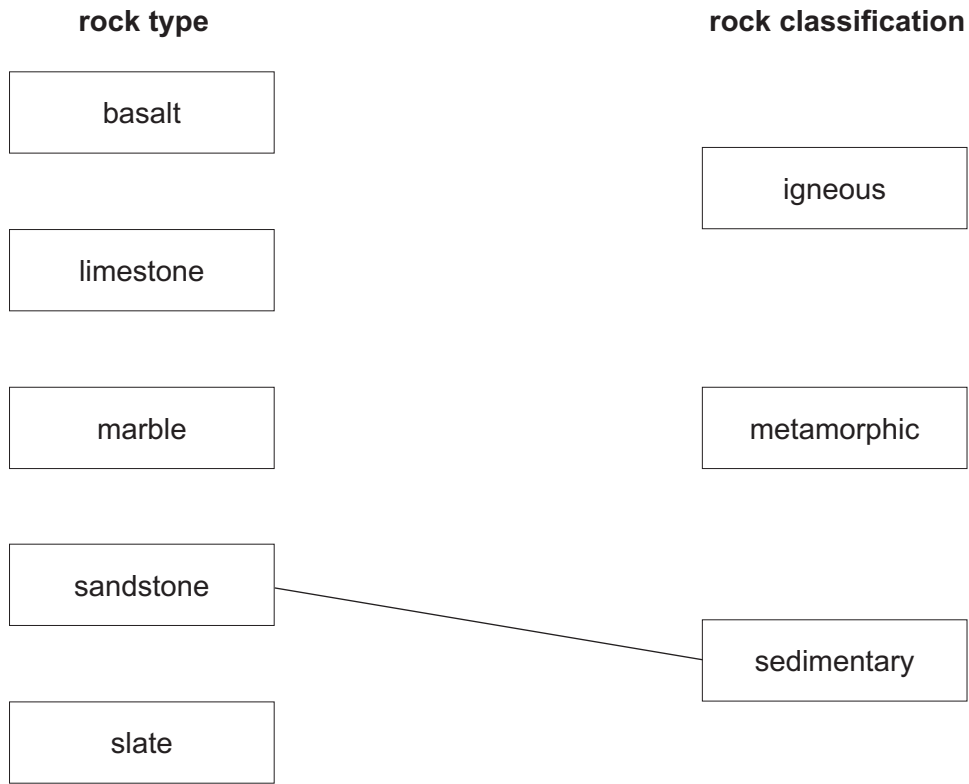 rock type
rock classification
basalt
igneous
limestone
marble
metamorphic
sandstone
sedimentary
slate